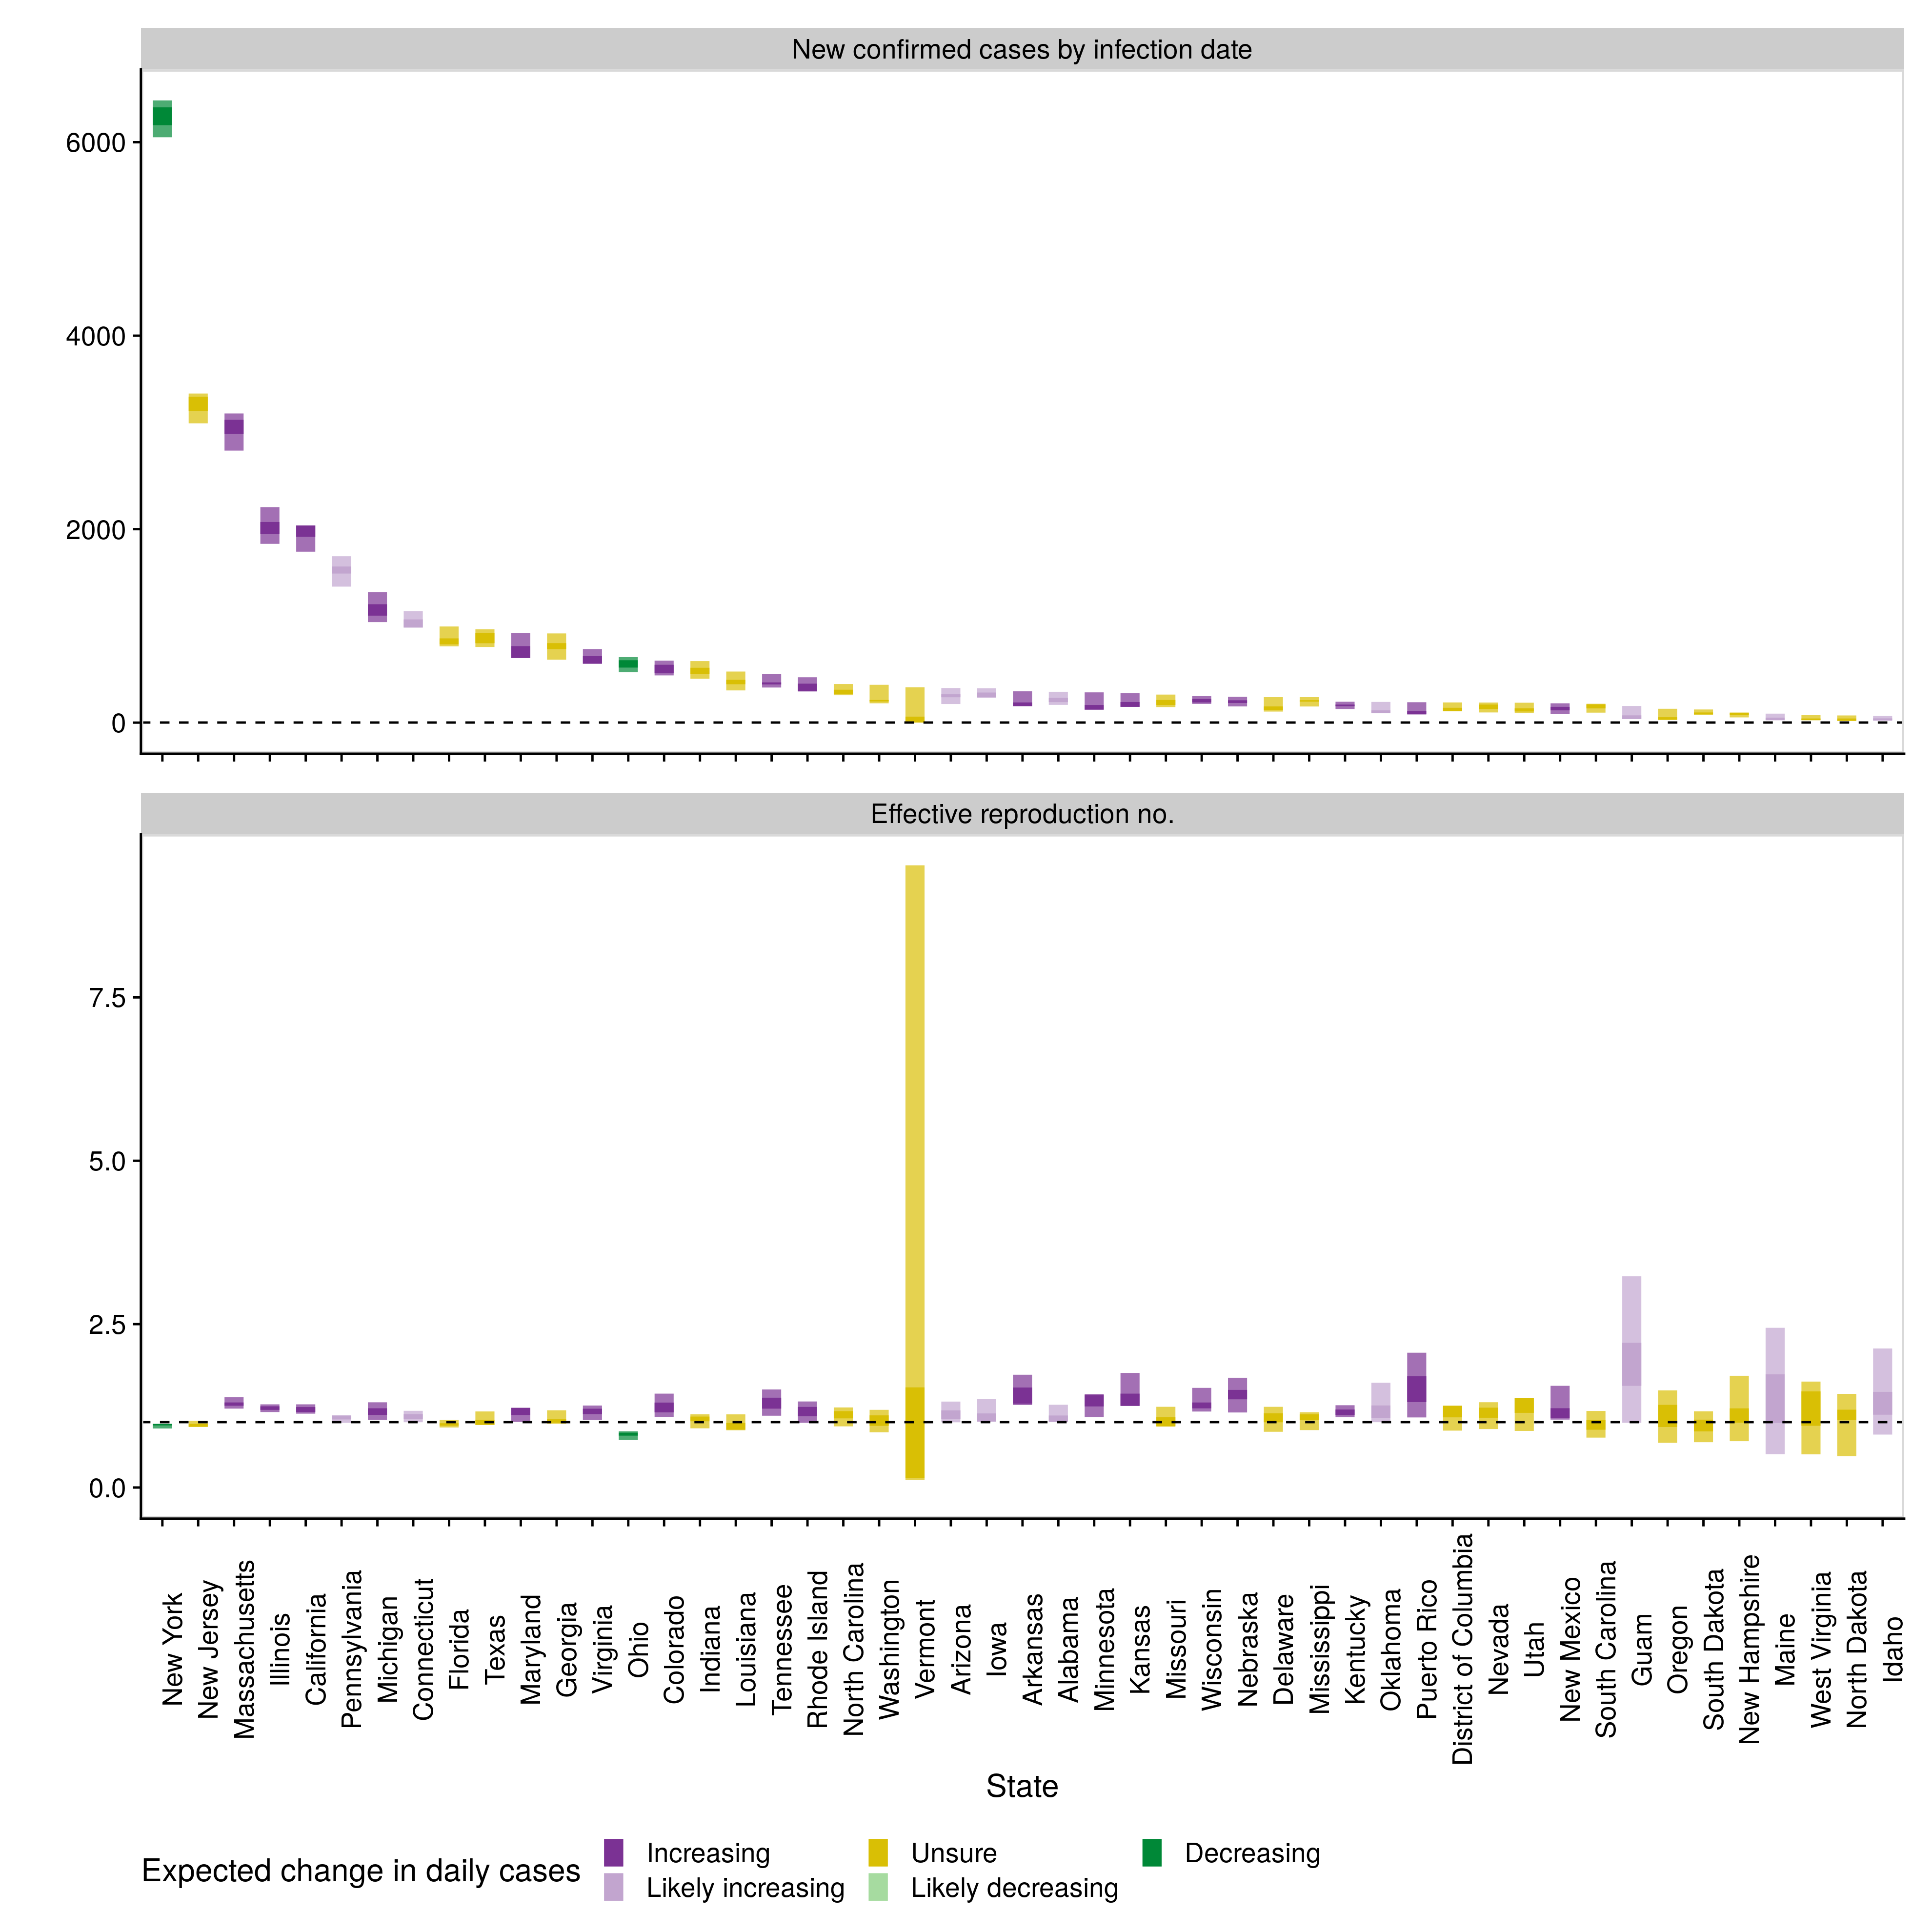 New confirmed cases by infection date
6000
4000
2000
0
Effective reproduction no.
7.5
5.0
2.5
0.0
New York
New Jersey
Massachusetts
Illinois
California
Pennsylvania
Michigan
Connecticut
Florida
Texas
Maryland
Georgia
Virginia
Ohio
Colorado
Indiana
Louisiana
Tennessee
Rhode Island
North Carolina
Washington
Vermont
Arizona
Iowa
Arkansas
Alabama
Minnesota
Kansas
Missouri
Wisconsin
Nebraska
Delaware
Mississippi
Kentucky
Oklahoma
Puerto Rico
District of Columbia
Nevada
Utah
New Mexico
South Carolina
Guam
Oregon
South Dakota
New Hampshire
Maine
West Virginia
North Dakota
Idaho
State
Expected change in daily cases
Increasing
Likely increasing
Unsure
Likely decreasing
Decreasing